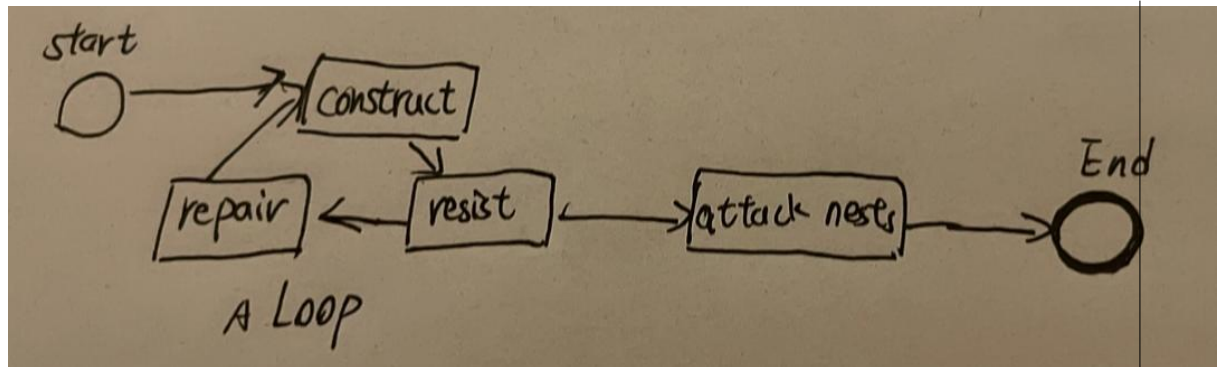 start
construct
End
repair
resist
attack nests
A Loop